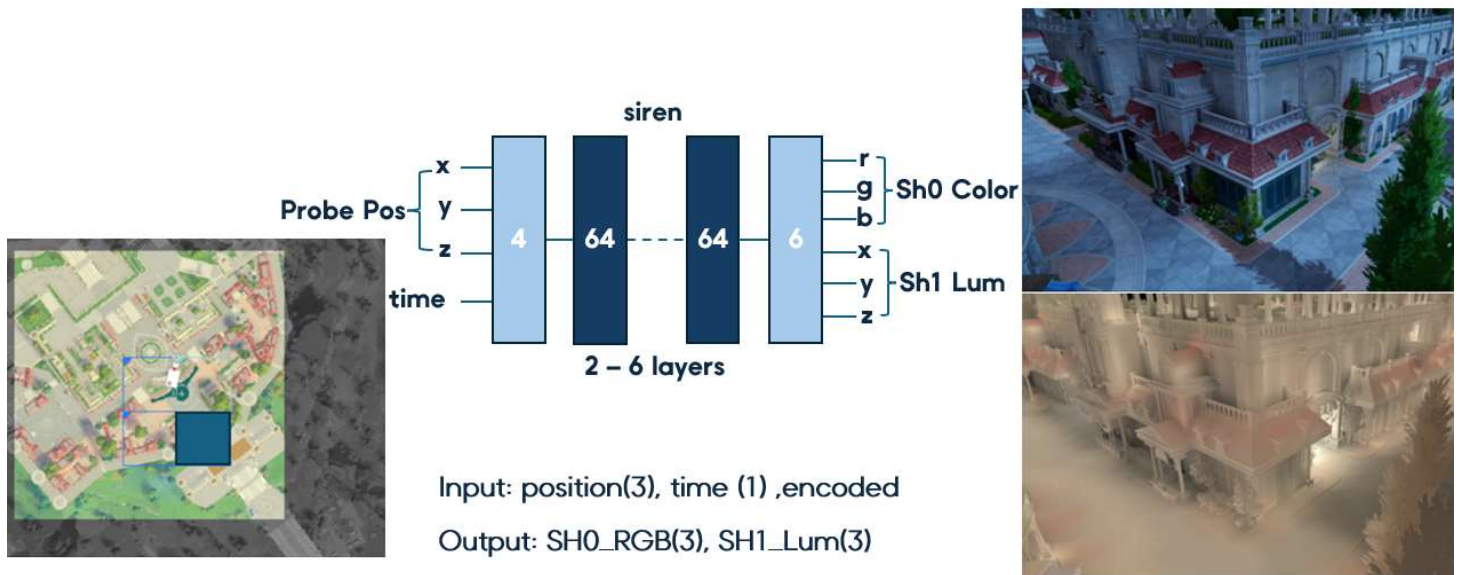 siren
x
y
z
Probe Pos
time
4
64
64
6
r
g
b
Sh0 Color
x
y
z
Sh1 Lum
2 – 6 layers
Input: position(3), time (1) ,encoded
Output: SH0_RGB(3), SH1_Lum(3)